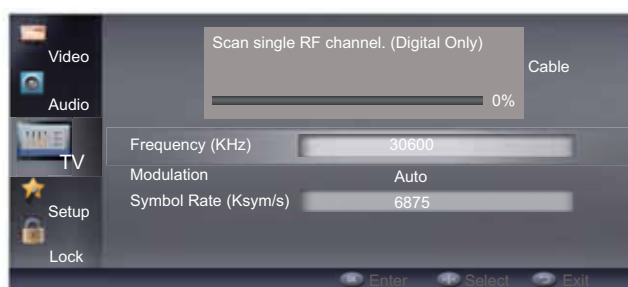 Video
Audio
TV
Setup
Lock
Scan single RF channel. (Digital Only)
Cable
0%
Frequency (KHz) 30600
Modulation Auto
Symbol Rate (Ksym/s) 6875
Enter Select Exit